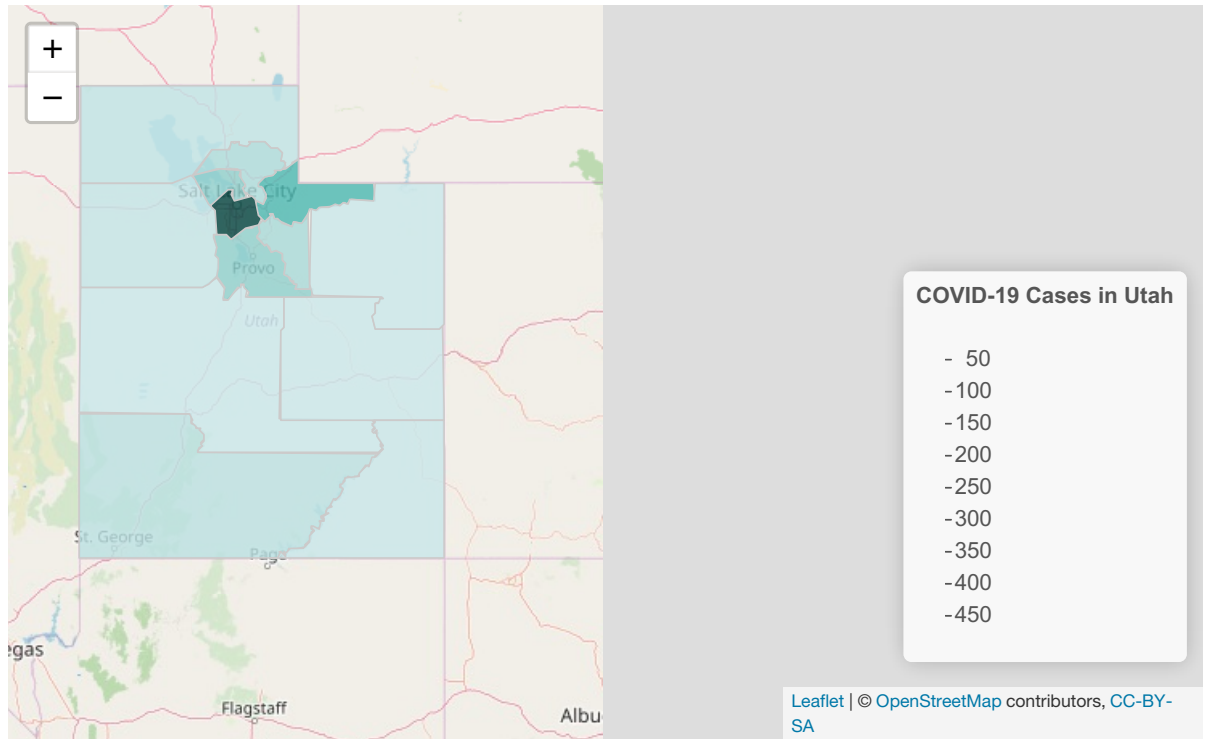 +
−
Salt Lake City
Provo
Utah
St. George
Page
egas
Flagstaff
Albu
COVID-19 Cases in Utah
- 50
-100
-150
-200
-250
-300
-350
-400
-450
Leaflet | © OpenStreetMap contributors, CC-BY-
SA